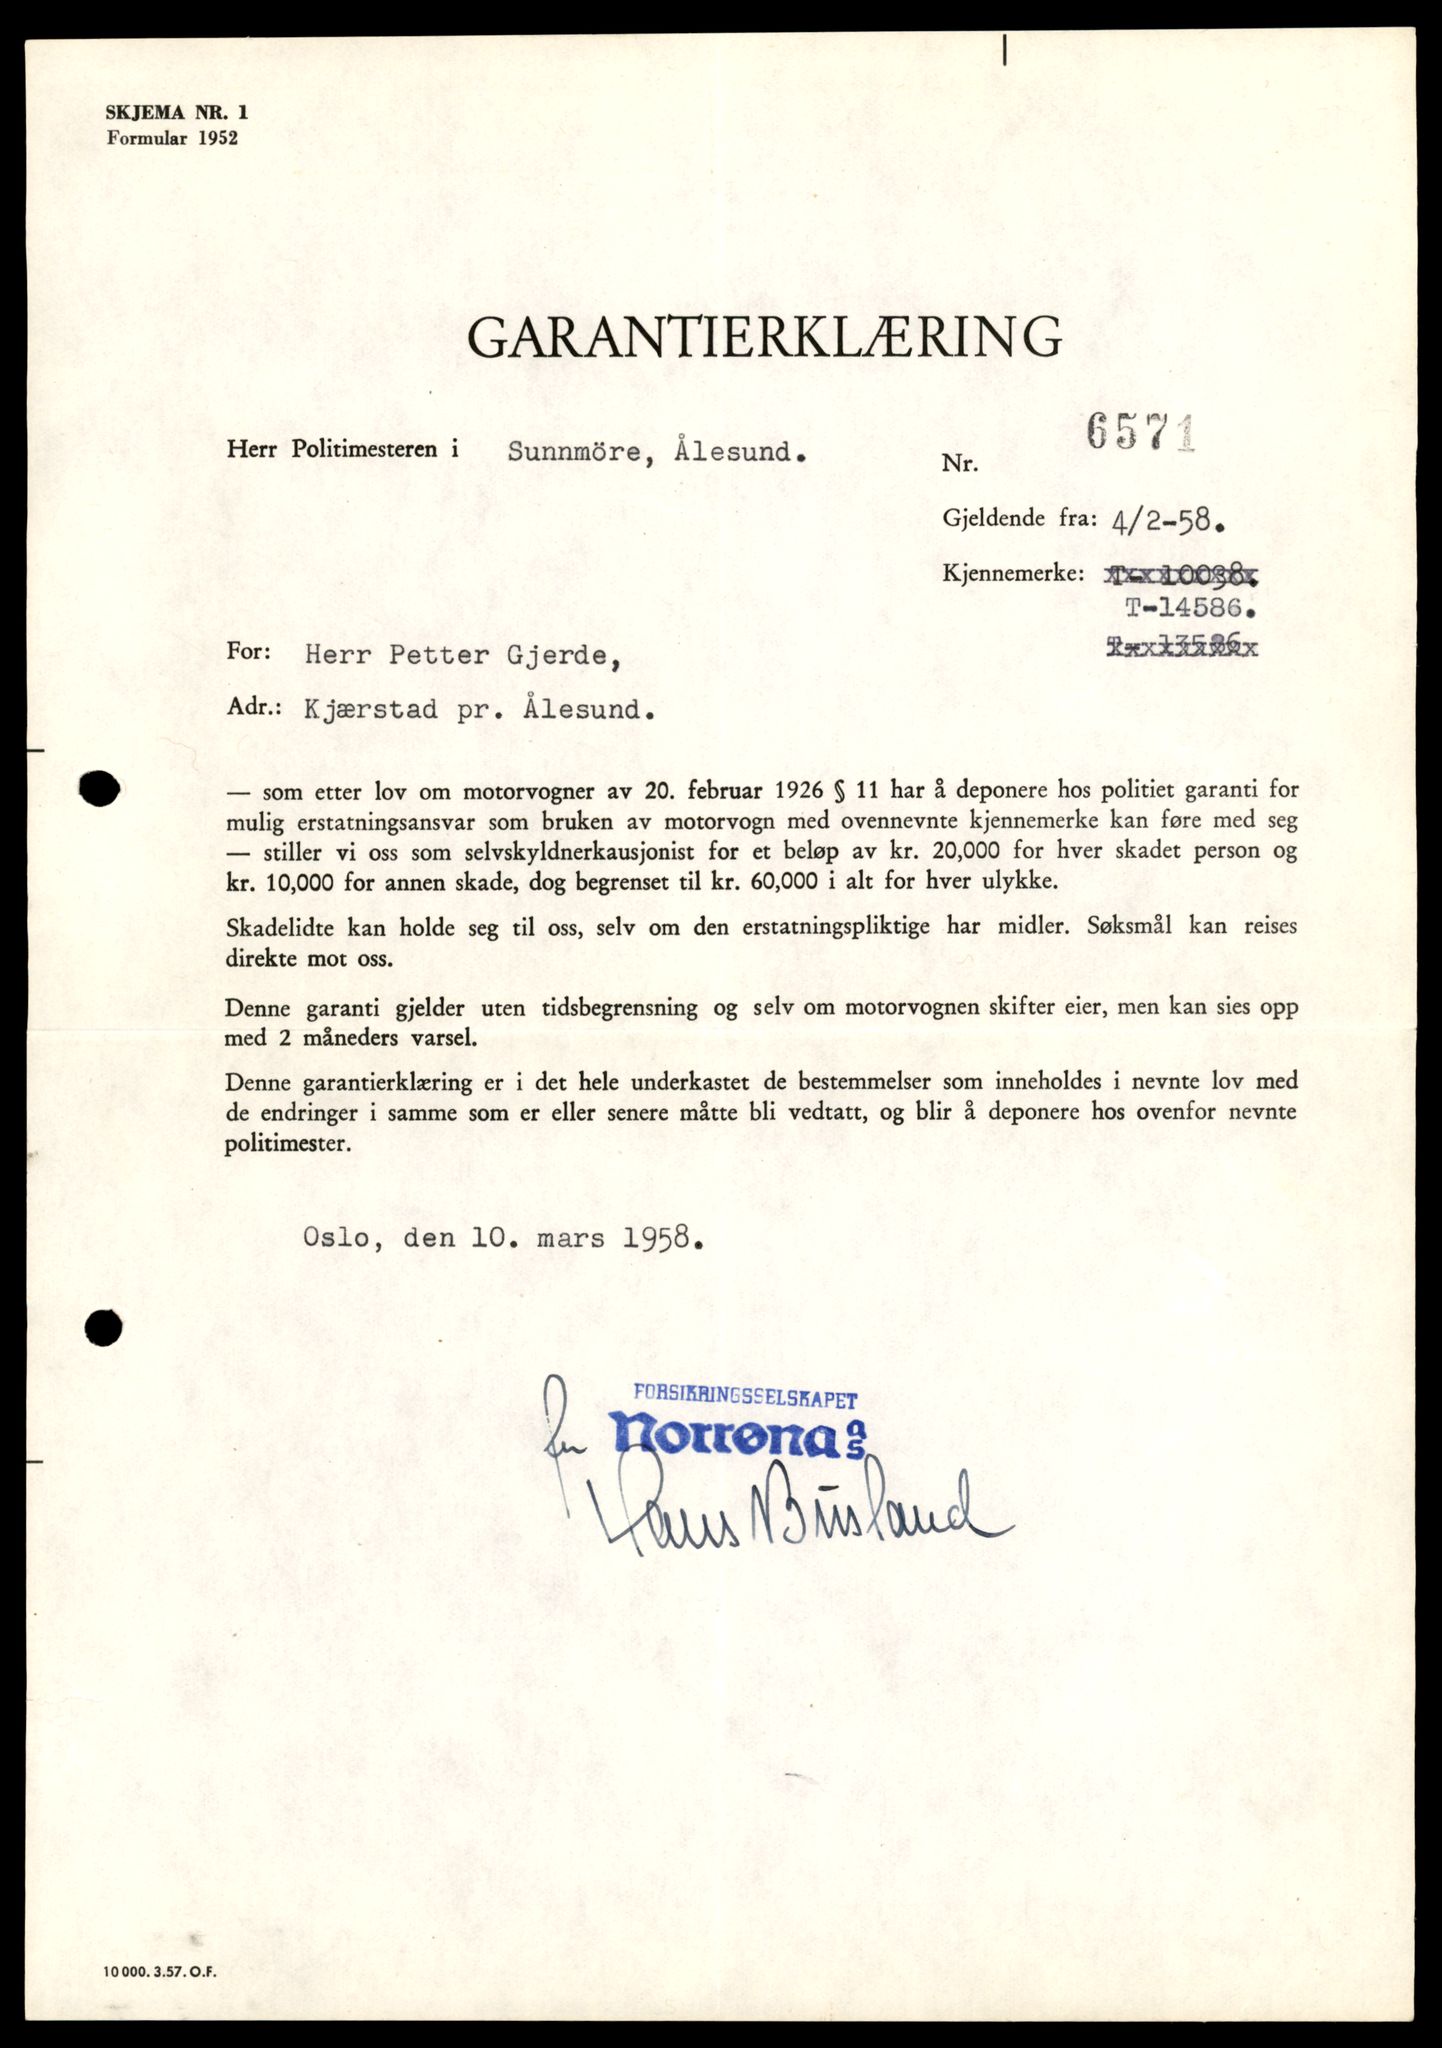 SKJEMA NR. 1
Formular 1952
GARANTIERKLÆRING
Herr Politimesteren i Sunnmöre, Ålesund.
Nr. 6571
Gjeldende fra: 4/2-58.
Kjennemerke: T- 10038.
T-14586.
T- 13586
For: Herr Petter Gjerde,
Adr.: Kjærstad pr. Ålesund.
— som etter lov om motorvogner av 20. februar 1926 § 11 har å deponere hos politiet garanti for
mulig erstatningsansvar som bruken av motorvogn med ovennevnte kjennemerke kan føre med seg
— stiller vi oss som selvskyldnerkausjonist for et beløp av kr. 20,000 for hver skadet person og
kr. 10,000 for annen skade, dog begrenset til kr. 60,000 i alt for hver ulykke.
Skadelidte kan holde seg til oss, selv om den erstatningspliktige har midler. Søksmål kan reises
direkte mot oss.
Denne garanti gjelder uten tidsbegrensning og selv om motorvognen skifter eier, men kan sies opp
med 2 måneders varsel.
Denne garantierklæring er i det hele underkastet de bestemmelser som inneholdes i nevnte lov med
de endringer i samme som er eller senere måtte bli vedtatt, og blir å deponere hos ovenfor nevnte
politimester.
Oslo, den 10. mars 1958.
FORSIKRINGSSELSKAPET
for Norrøna as
Hans Busland
10 000. 3.57. O.F.